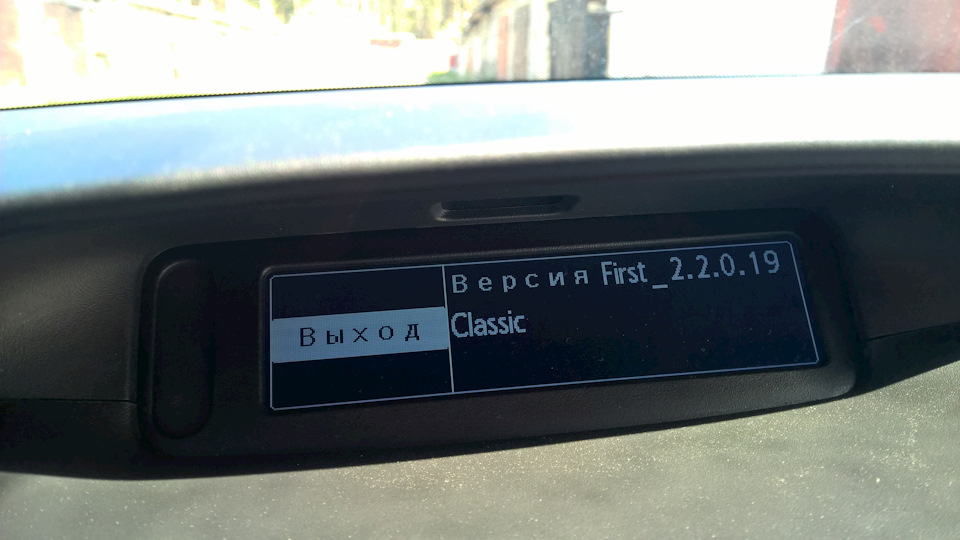 Выход
Версия First_2.2.0.19
Classic